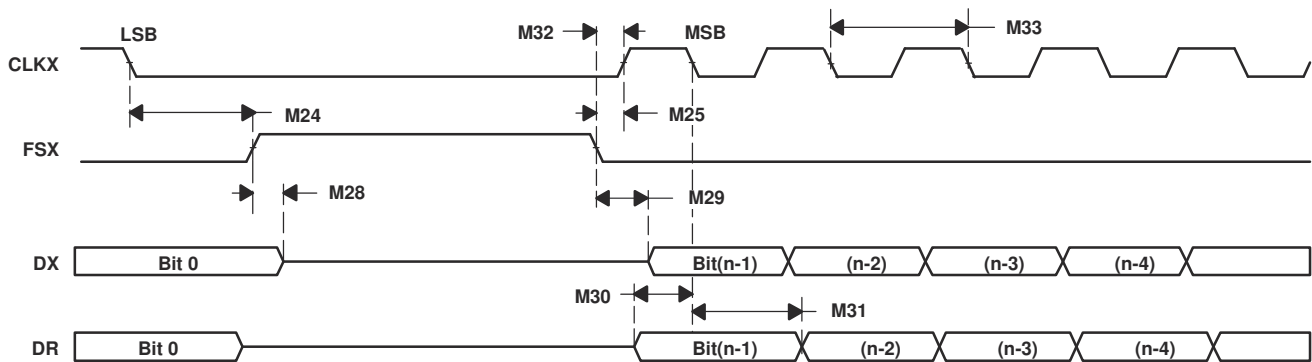 LSB
M32
MSB
M33
CLKX
M24
M25
FSX
M28
M29
DX
Bit 0
Bit(n-1)
(n-2)
(n-3)
(n-4)
M30
M31
DR
Bit 0
Bit(n-1)
(n-2)
(n-3)
(n-4)